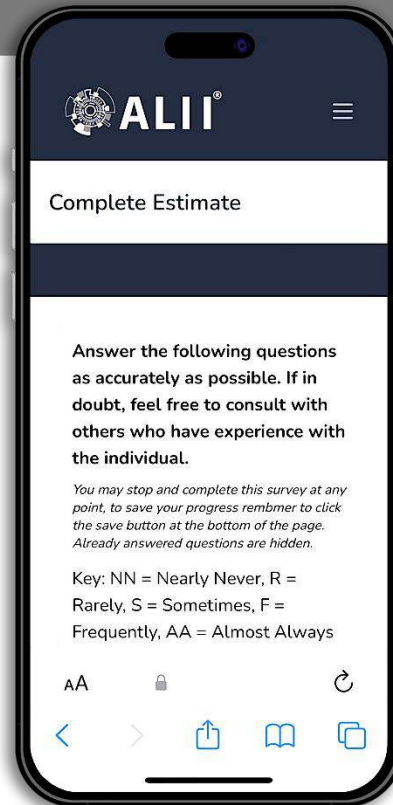 ALII®
Complete Estimate
Answer the following questions
as accurately as possible. If in
doubt, feel free to consult with
others who have experience with
the individual.
You may stop and complete this survey at any
point, to save your progress rembmer to click
the save button at the bottom of the page.
Already answered questions are hidden.
Key: NN = Nearly Never, R =
Rarely, S = Sometimes, F =
Frequently, AA = Almost Always
AA